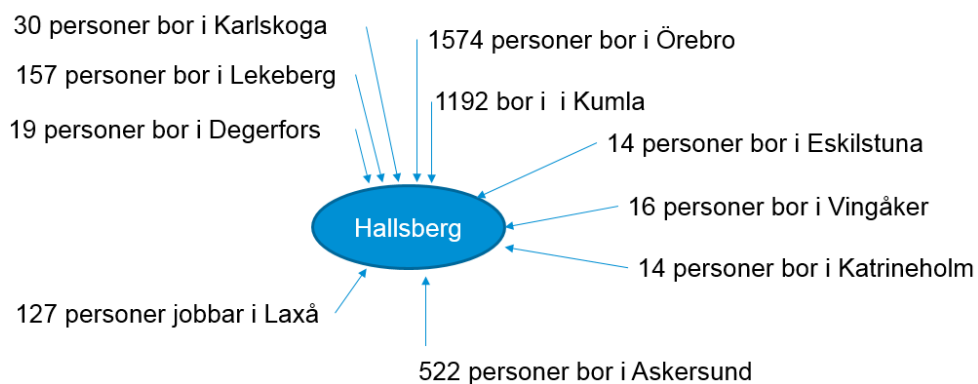 30 personer bor i Karlskoga
1574 personer bor i Örebro
157 personer bor i Lekeberg
1192 bor i  i Kumla
19 personer bor i Degerfors
14 personer bor i Eskilstuna
16 personer bor i Vingåker
Hallsberg
14 personer bor i Katrineholm
127 personer jobbar i Laxå
522 personer bor i Askersund